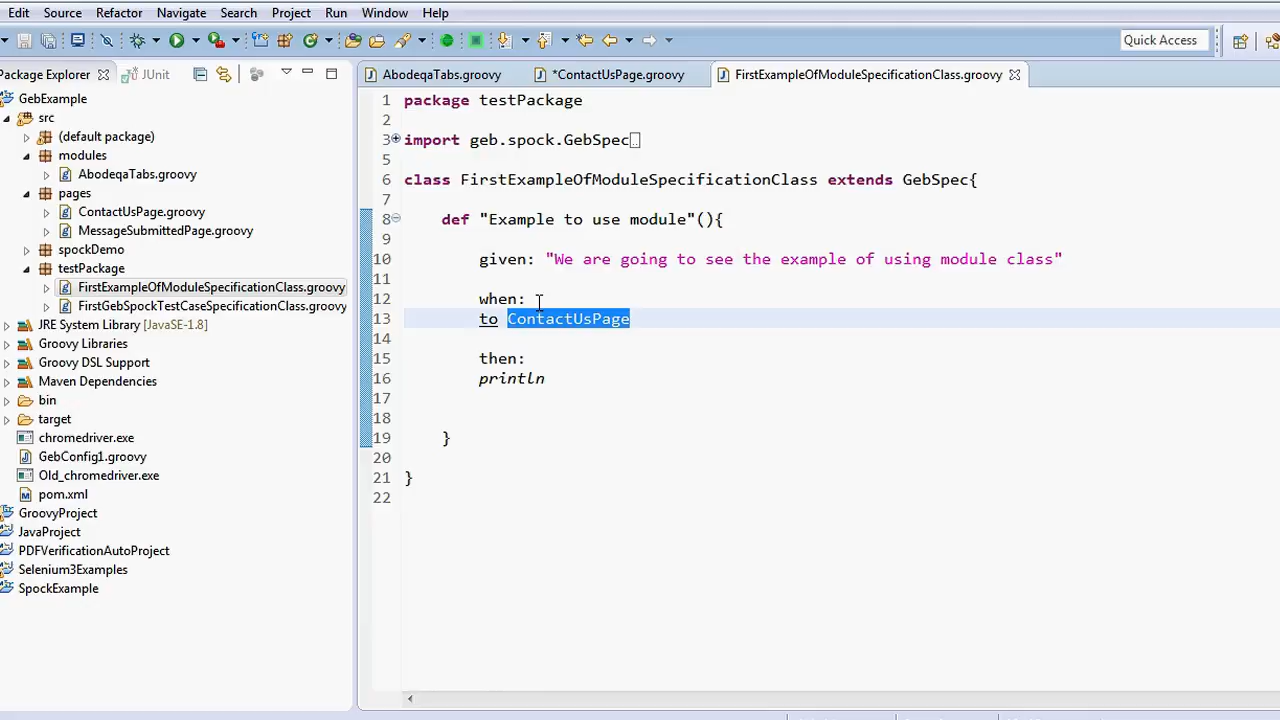 Edit Source Refactor Navigate Search Project Run Window Help
Quick Access
Package Explorer JUnit
AbodeqaTabs.groovy *ContactUsPage.groovy FirstExampleOfModuleSpecificationClass.groovy
GebExample
src
(default package)
modules
AbodeqaTabs.groovy
pages
ContactUsPage.groovy
MessageSubmittedPage.groovy
spockDemo
testPackage
FirstExampleOfModuleSpecificationClass.groovy
FirstGebSpockTestCaseSpecificationClass.groovy
JRE System Library [JavaSE-1.8]
Groovy Libraries
Groovy DSL Support
Maven Dependencies
bin
target
chromedriver.exe
GebConfig1.groovy
Old_chromedriver.exe
pom.xml
GroovyProject
JavaProject
PDFVerificationAutoProject
Selenium3Examples
SpockExample
1 package testPackage
2
3 import geb.spock.GebSpec
5
6 class FirstExampleOfModuleSpecificationClass extends GebSpec{
7
8 def "Example to use module"(){
9
10 given: "We are going to see the example of using module class"
11
12 when:
13 to ContactUsPage
14
15 then:
16 println
17
18
19 }
20
21 }
22